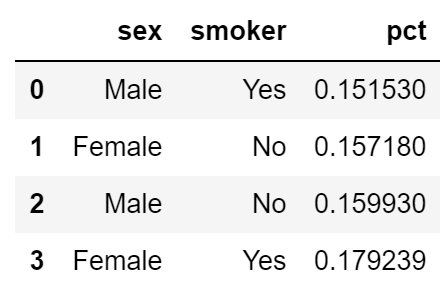 sex smoker pct
0 Male Yes 0.151530
1 Female No 0.157180
2 Male No 0.159930
3 Female Yes 0.179239